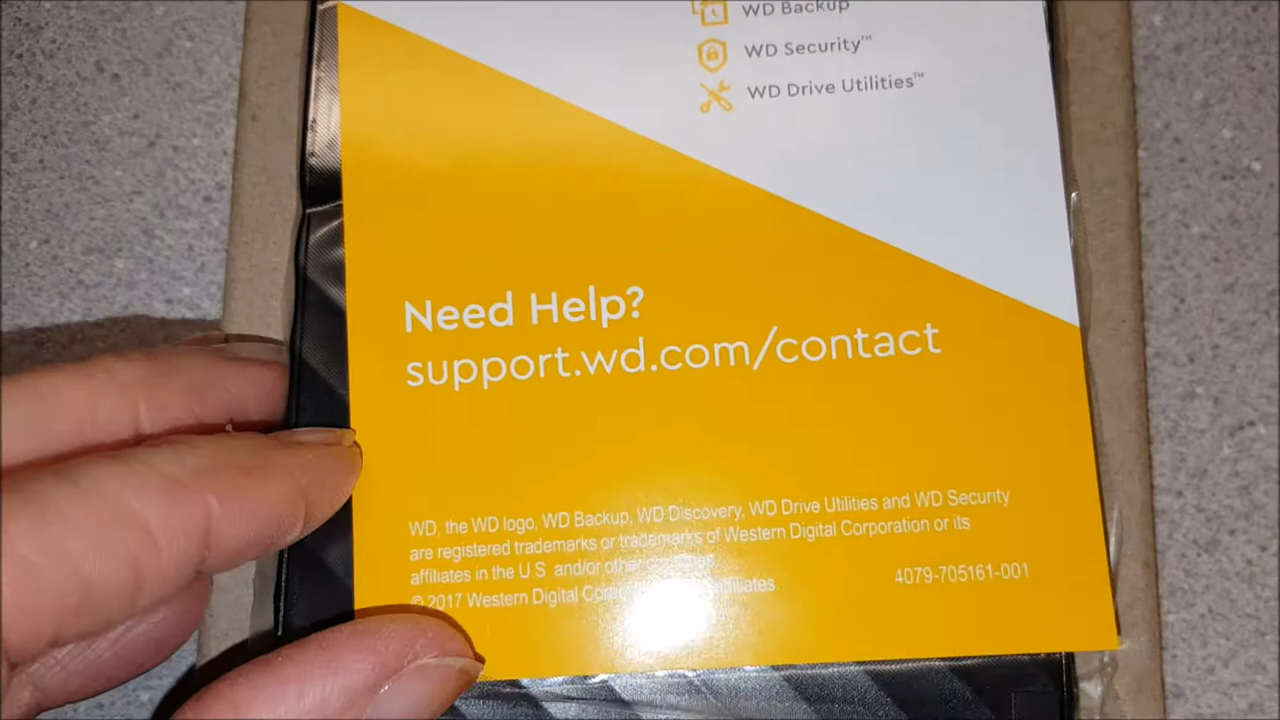 WD Backup
WD Security™
WD Drive Utilities™
Need Help?
support.wd.com/contact
WD, the WD logo, WD Backup, WD Discovery, WD Drive Utilities and WD Security
are registered trademarks or trademarks of Western Digital Corporation or its
affiliates in the U S and/or other
© 2017 Western Digital affiliates.
4079-705161-001